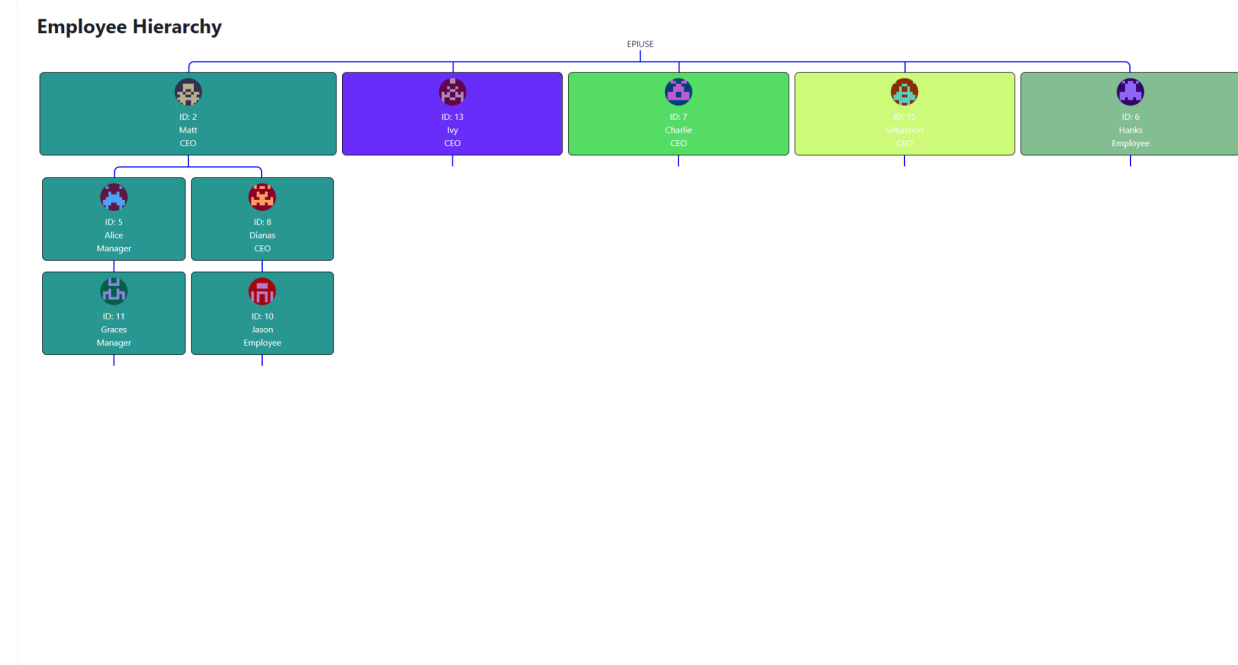 Employee Hierarchy
EPIUSE
ID: 2
Matt
CEO
ID: 13
Ivy
CEO
ID: 7
Charlie
CEO
ID: 15
Sebastion
CEO
ID: 6
Hanks
Employee
ID: 5
Alice
Manager
ID: 8
Dianas
CEO
ID: 11
Graces
Manager
ID: 10
Jason
Employee